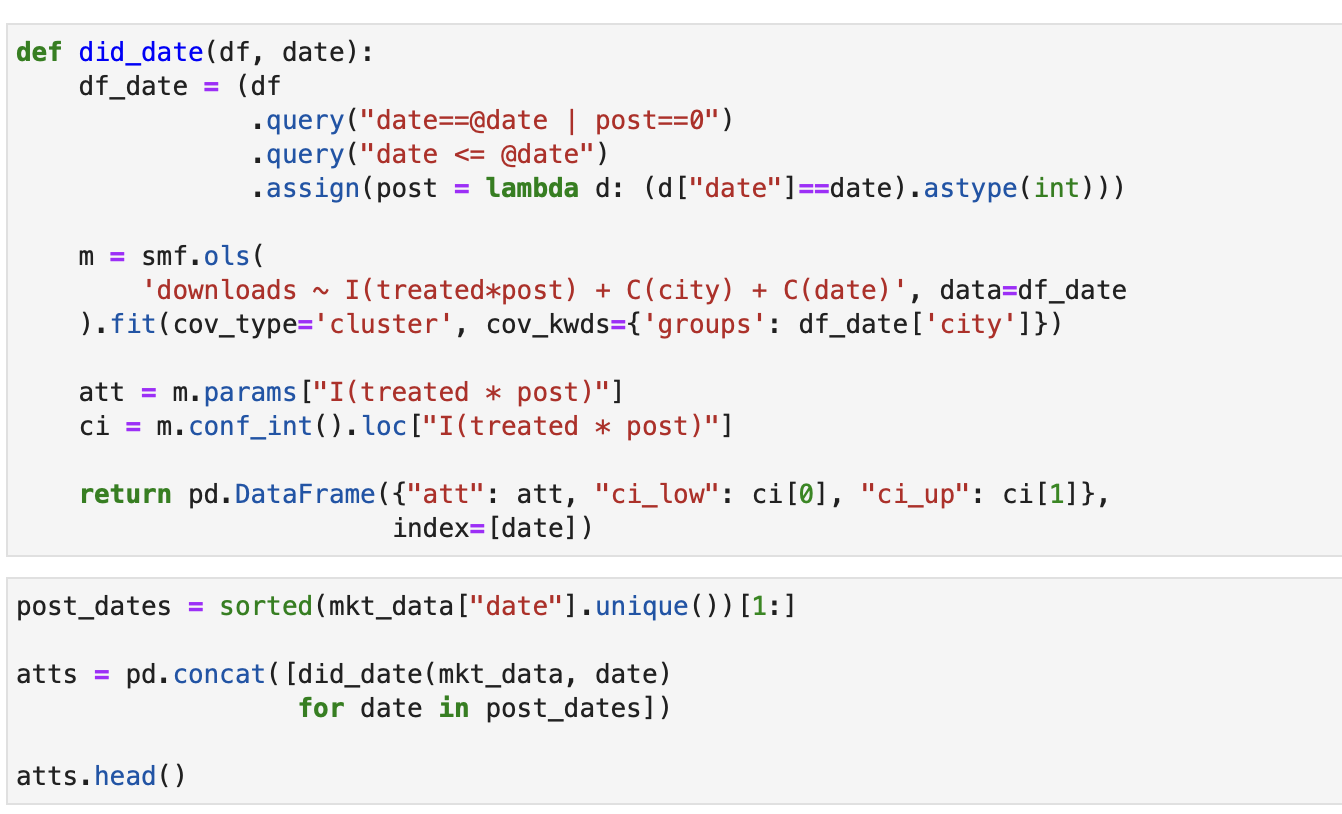 def did_date(df, date):
    df_date = (df
               .query("date==@date | post==0")
               .query("date <= @date")
               .assign(post = lambda d: (d["date"]==date).astype(int)))
    m = smf.ols(
        'downloads ~ I(treated*post) + C(city) + C(date)', data=df_date
    ).fit(cov_type='cluster', cov_kwds={'groups': df_date['city']})
    att = m.params["I(treated * post)"]
    ci = m.conf_int().loc["I(treated * post)"]
    return pd.DataFrame({"att": att, "ci_low": ci[0], "ci_up": ci[1]},
                        index=[date])
post_dates = sorted(mkt_data["date"].unique())[1:]
atts = pd.concat([did_date(mkt_data, date)
                  for date in post_dates])
atts.head()